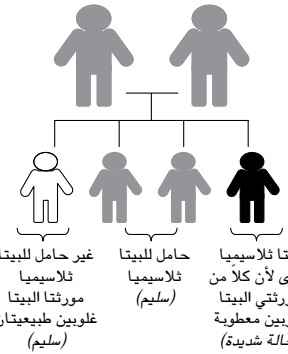 تا ثلاسيميا
ى لأن كلاً من
ورثتي البيتا
وبين معطوبة
حالة شديدة)
حامل للبيتا
ثلاسيميا
(سليم)
غير حامل للبيتا
ثلاسيميا
مورثتا البيتا
غلوبين طبيعيتان
(سليم)